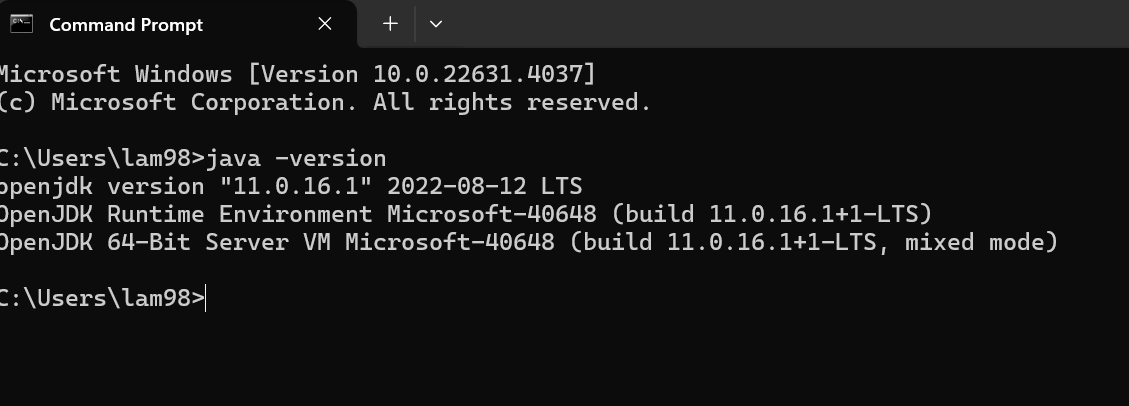 Command Prompt
Microsoft Windows [Version 10.0.22631.4037]
(c) Microsoft Corporation. All rights reserved.
C:\Users\lam98>java -version
openjdk version "11.0.16.1" 2022-08-12 LTS
OpenJDK Runtime Environment Microsoft-40648 (build 11.0.16.1+1-LTS)
OpenJDK 64-Bit Server VM Microsoft-40648 (build 11.0.16.1+1-LTS, mixed mode)
C:\Users\lam98>